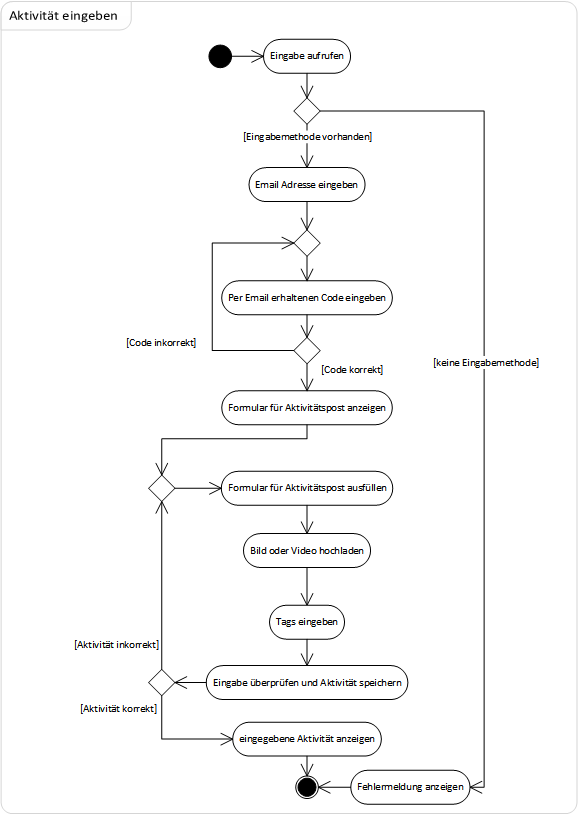 Aktivität eingeben
Eingabe aufrufen
[Eingabemethode vorhanden]
Email Adresse eingeben
Per Email erhaltenen Code eingeben
[Code inkorrekt]
[keine Eingabemethode]
[Code korrekt]
Formular für Aktivitätspost anzeigen
Formular für Aktivitätspost ausfüllen
Bild oder Video hochladen
Tags eingeben
[Aktivität inkorrekt]
Eingabe überprüfen und Aktivität speichern
[Aktivität korrekt]
eingegebene Aktivität anzeigen
Fehlermeldung anzeigen